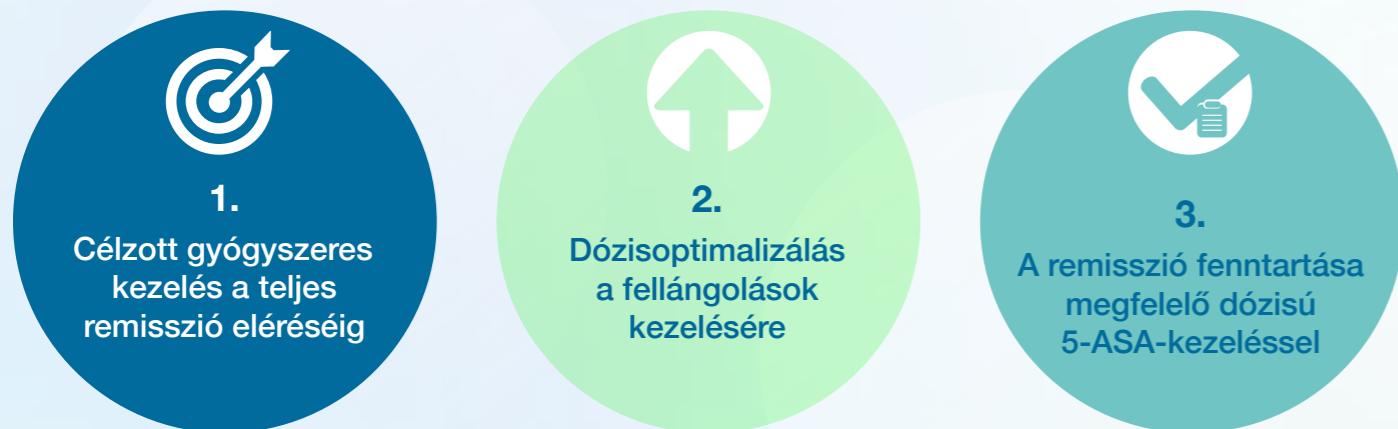 1.
Célzott gyógyszeres
kezelés a teljes
remisszió eléréséig
2.
Dózisoptimalizálás
a fellángolások
kezelésére
3.
A remisszió fenntartása
megfelelő dózisú
5-ASA-kezeléssel